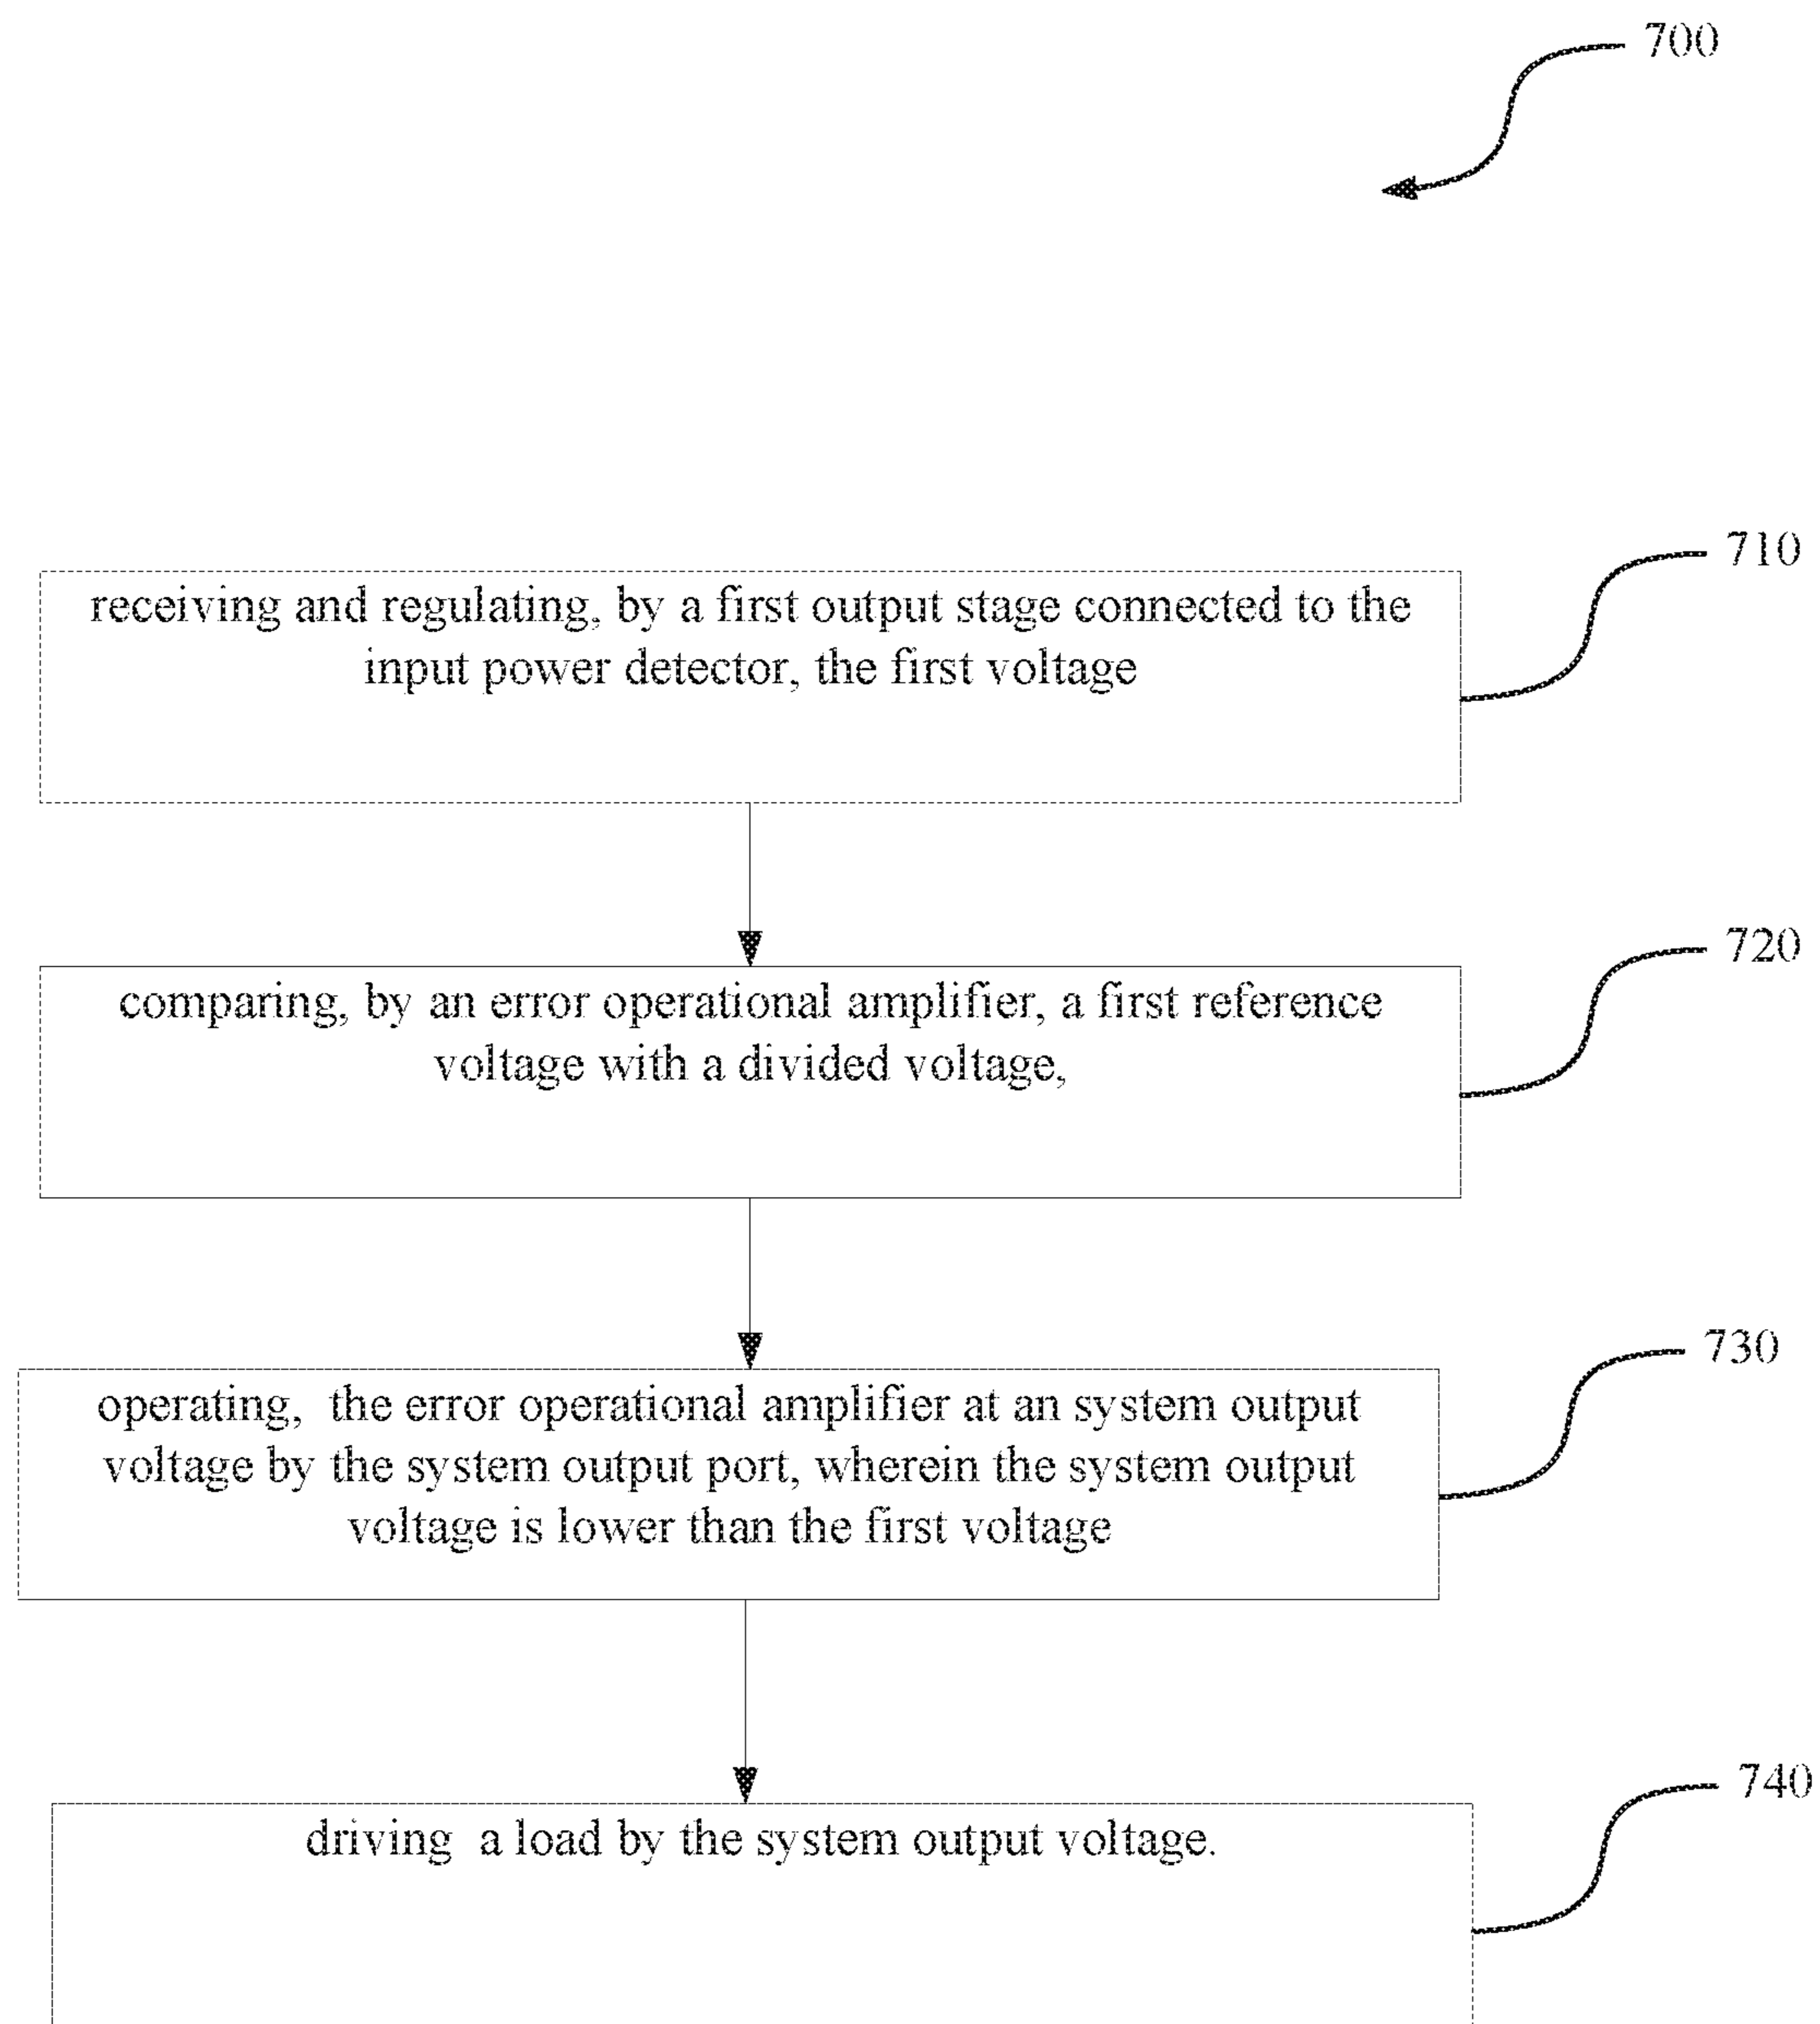 700
710
receiving and regulating, by a first output stage connected to the
input power detector, the first voltage
720
comparing, by an error operational amplifier, a first reference
voltage with a divided voltage,
730
operating, the error operational amplifier at an system output
voltage by the system output port, wherein the system output
voltage is lower than the first voltage
740
driving a load by the system output voltage.